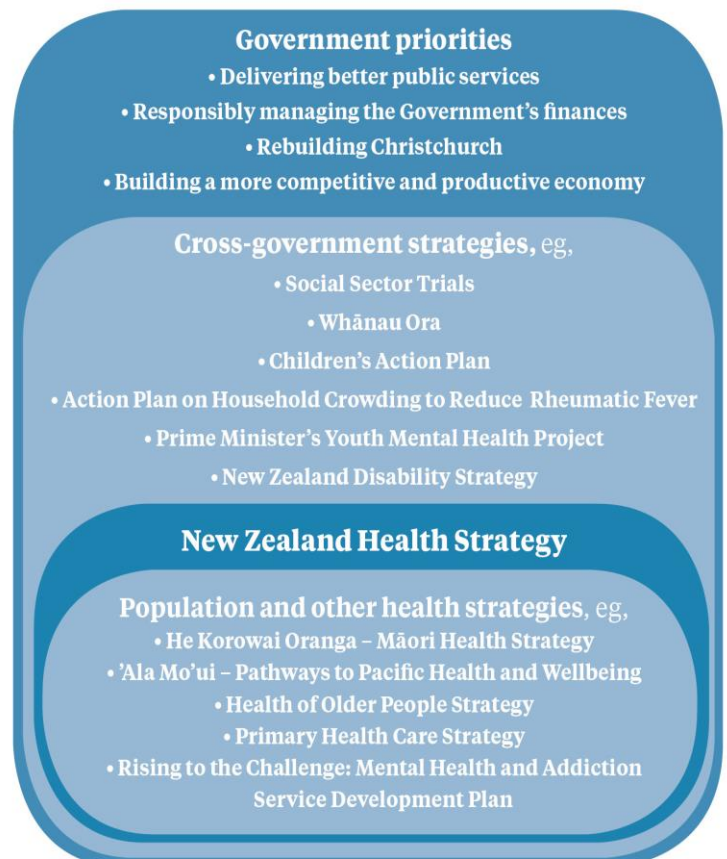 Government priorities
• Delivering better public services
• Responsibly managing the Government’s finances
• Rebuilding Christchurch
• Building a more competitive and productive economy
Cross-government strategies, eg,
• Social Sector Trials
• Whānau Ora
• Children’s Action Plan
• Action Plan on Household Crowding to Reduce Rheumatic Fever
• Prime Minister’s Youth Mental Health Project
• New Zealand Disability Strategy
New Zealand Health Strategy
Population and other health strategies, eg,
• He Korowai Oranga – Māori Health Strategy
• ’Ala Mo’ui – Pathways to Pacific Health and Wellbeing
• Health of Older People Strategy
• Primary Health Care Strategy
• Rising to the Challenge: Mental Health and Addiction
Service Development Plan